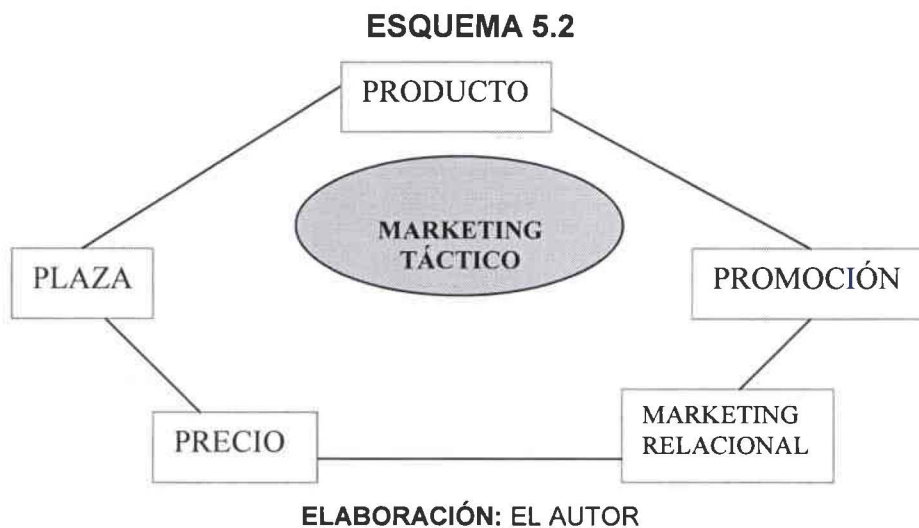 ESQUEMA 5.2
PRODUCTO
MARKETING
TÁCTICO
PLAZA
PROMOCIÓN
PRECIO
MARKETING
RELACIONAL
ELABORACIÓN: EL AUTOR